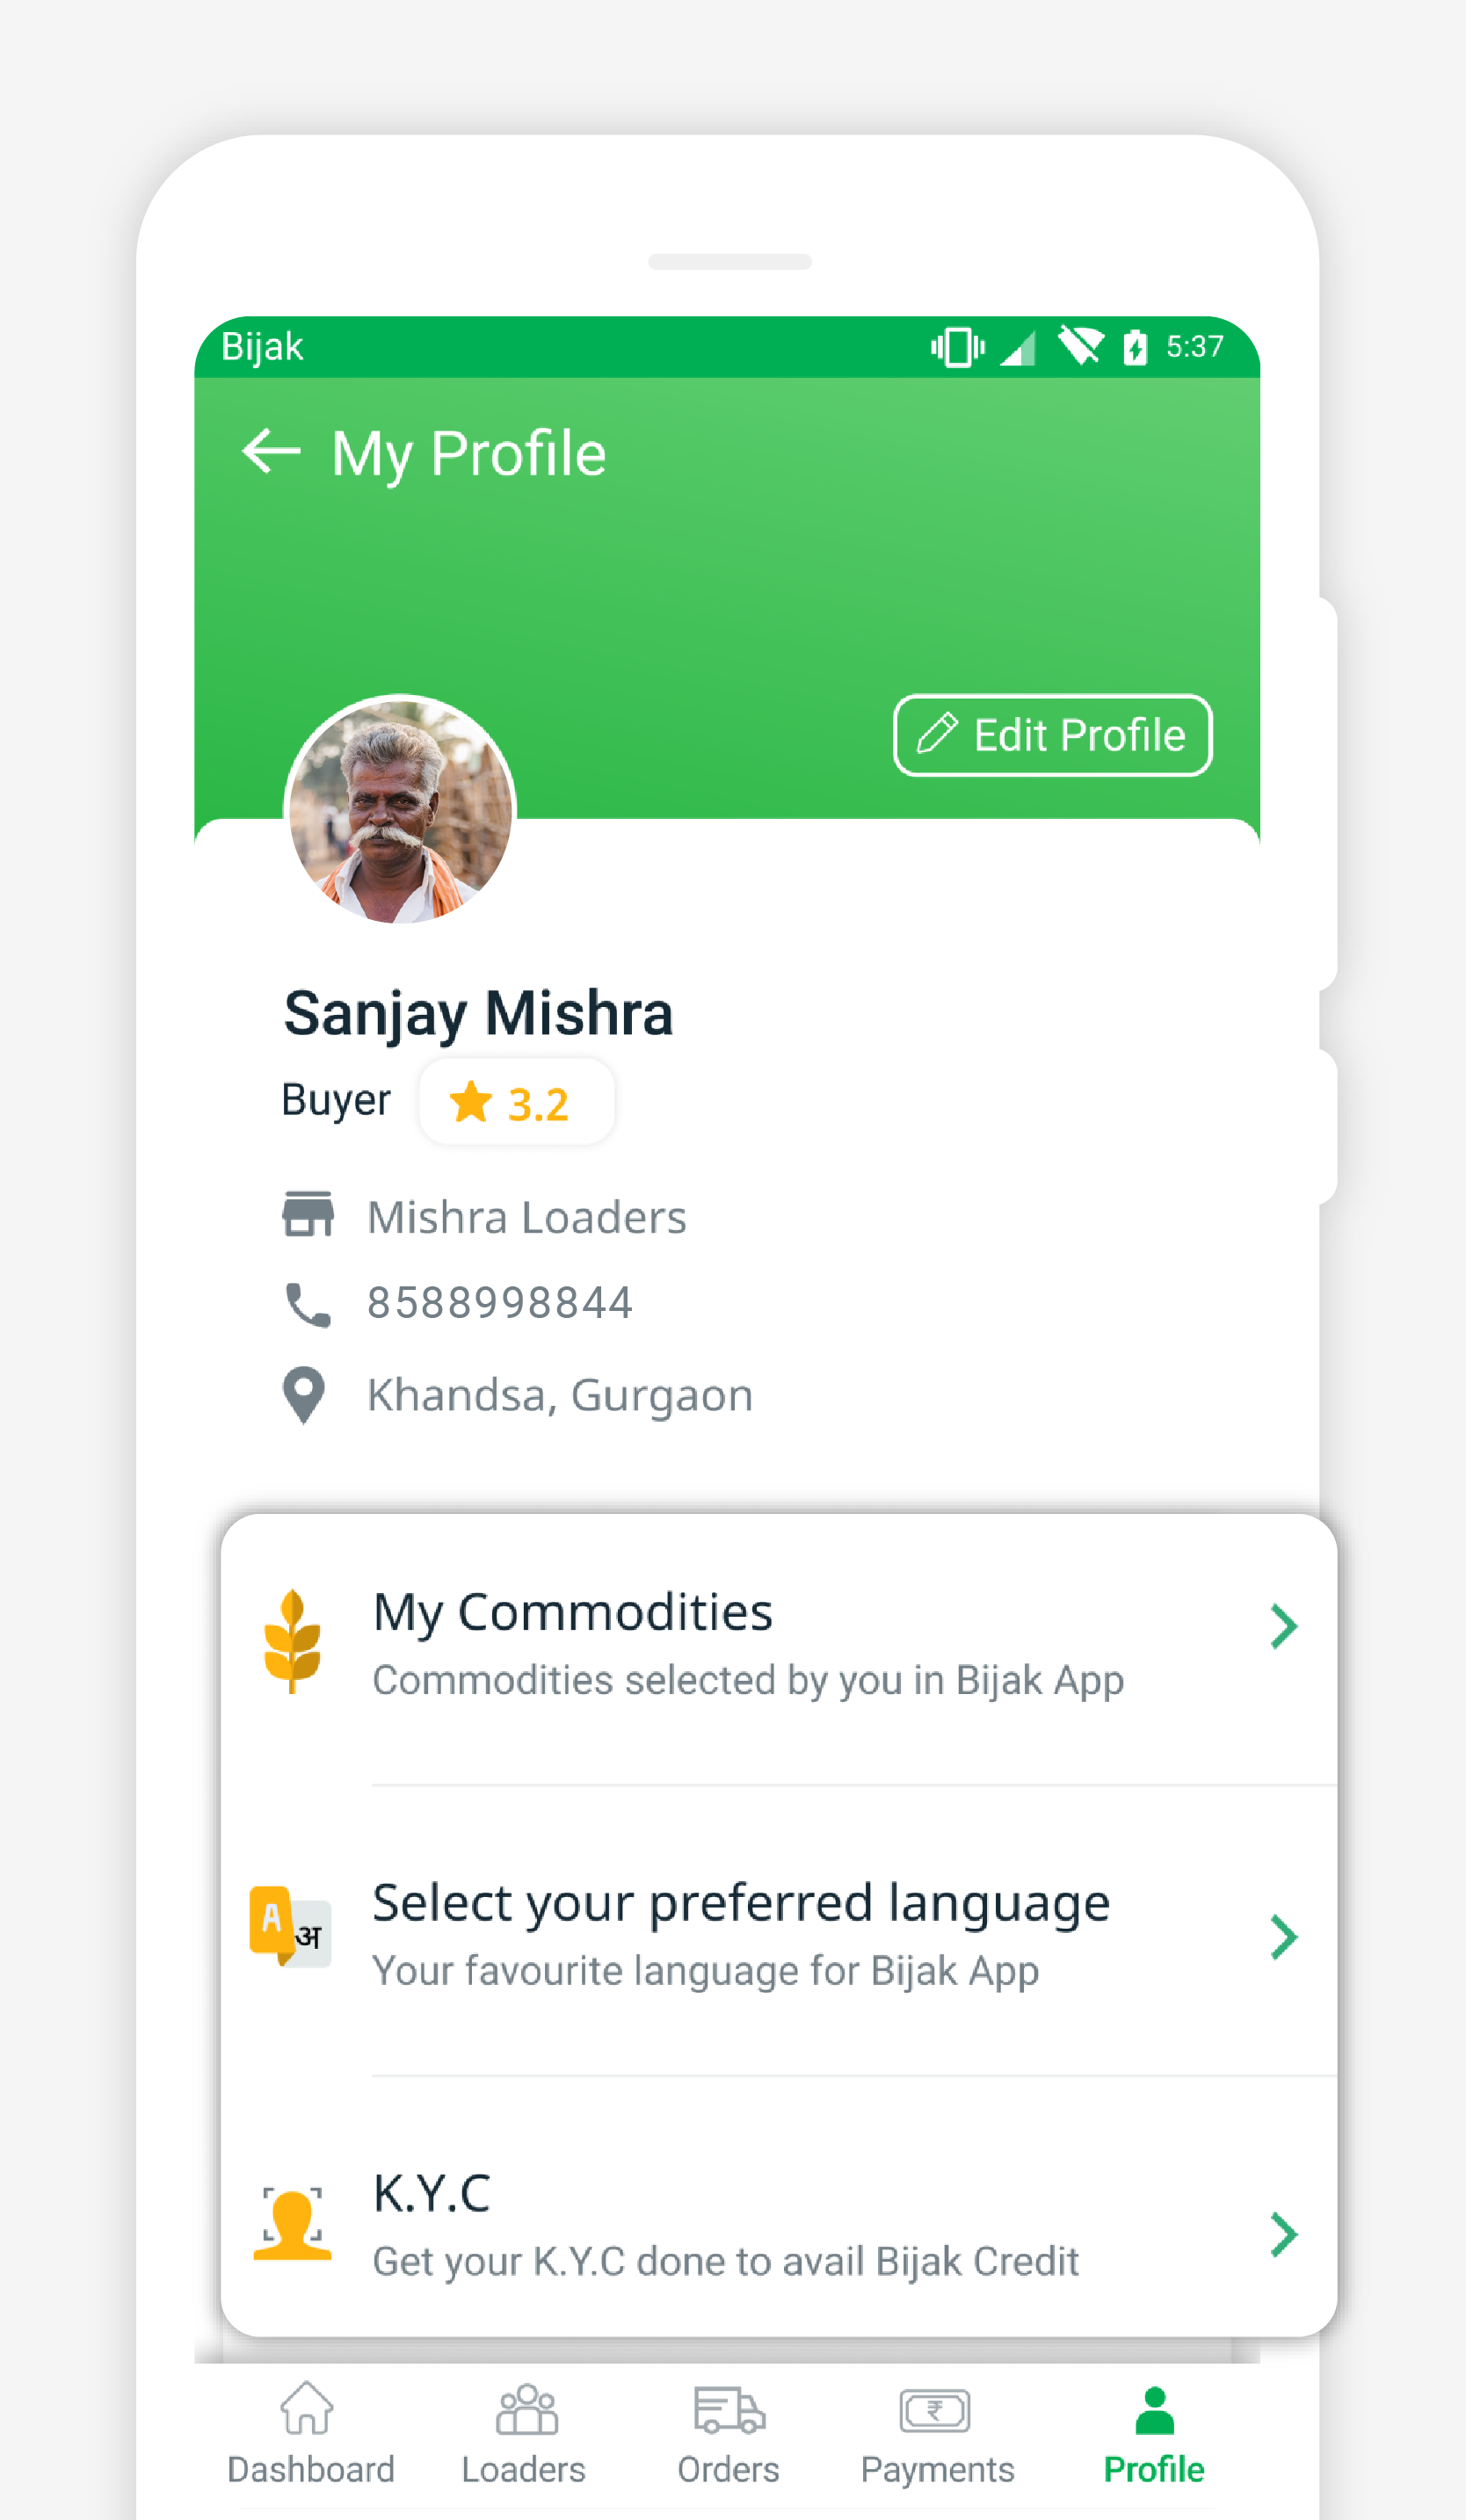 Bijak
5:37
My Profile
Edit Profile
Sanjay Mishra
Buyer
3.2
Mishra Loaders
8588998844
Khandsa, Gurgaon
My Commodities
Commodities selected by you in Bijak App
A
अ
Select your preferred language
Your favourite language for Bijak App
K.Y.C
Get your K.Y.C done to avail Bijak Credit
₹
Dashboard Loaders Orders Payments Profile